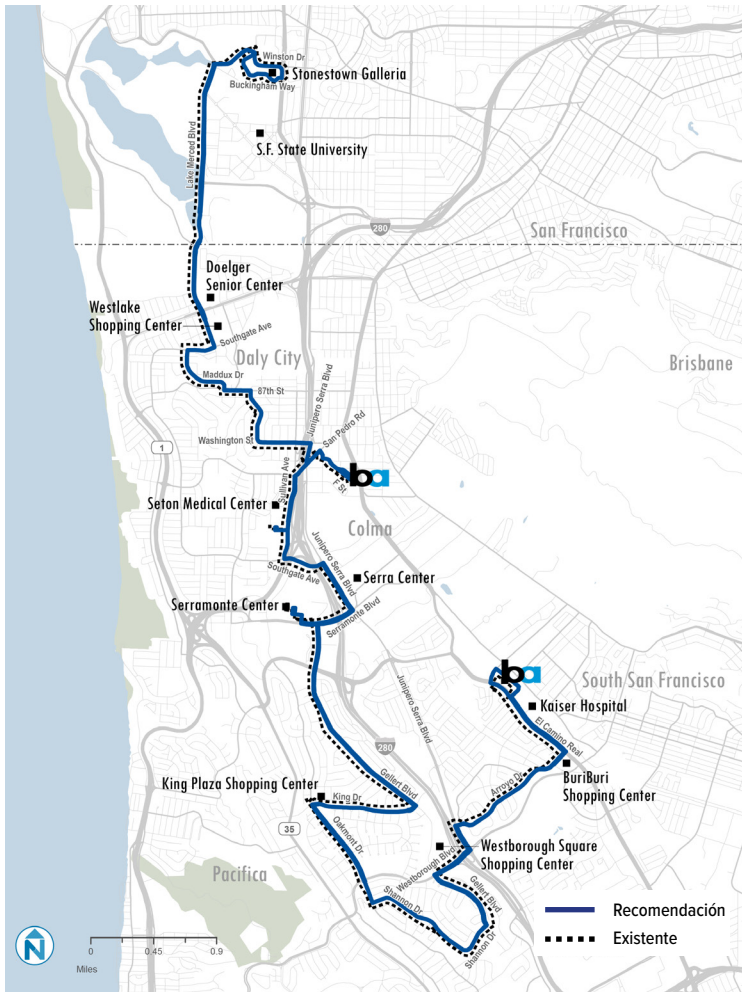 Winston Dr
Stonestown Galleria
Buckingham Way
S.F. State University
Lake Merced Blvd
280
San Francisco
Doelger
Senior Center
Westlake
Shopping Center
Southgate Ave
Daly City
Brisbane
Maddux Dr
87th St
Junipero Serra Blvd
San Pedro Rd
Washington St
1
Sullivan Ave
F St
ba
Seton Medical Center
Colma
Junipero Serra Blvd
Southgate Ave
Serra Center
Serramonte Center
Serramonte Blvd
ba
South San Francisco
Junipero Serra Blvd
Kaiser Hospital
El Camino Real
280
King Plaza Shopping Center
Gellert Blvd
BuriBuri
Shopping Center
Arroyo Dr
King Dr
35
Oakmont Dr
Westborough Square
Shopping Center
Westborough Blvd
Pacifica
Gellert Blvd
Shannon Dr
Shannon Dr
Recomendación
Existente
N
0 0.45 0.9
Miles